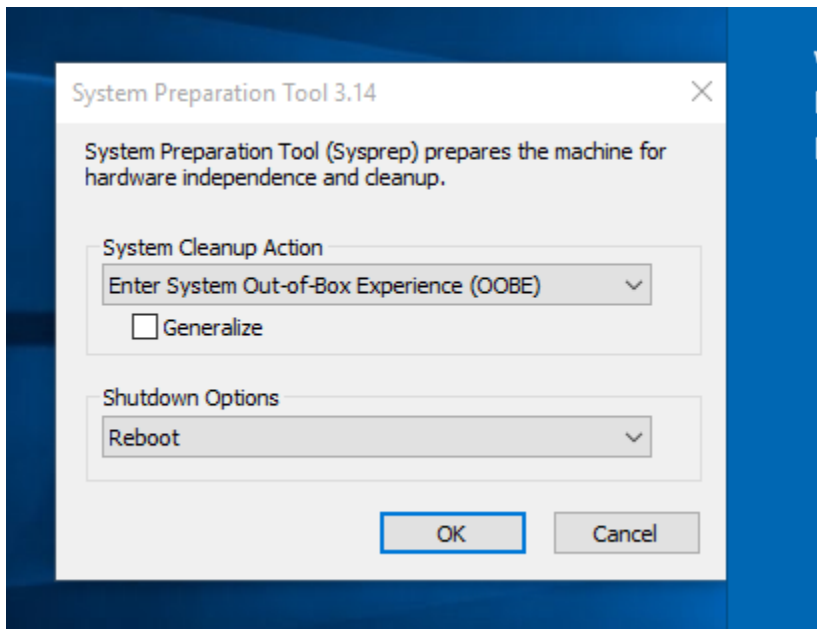 System Preparation Tool 3.14
System Preparation Tool (Sysprep) prepares the machine for
hardware independence and cleanup.
System Cleanup Action
Enter System Out-of-Box Experience (OOBE)
Generalize
Shutdown Options
Reboot
OK
Cancel